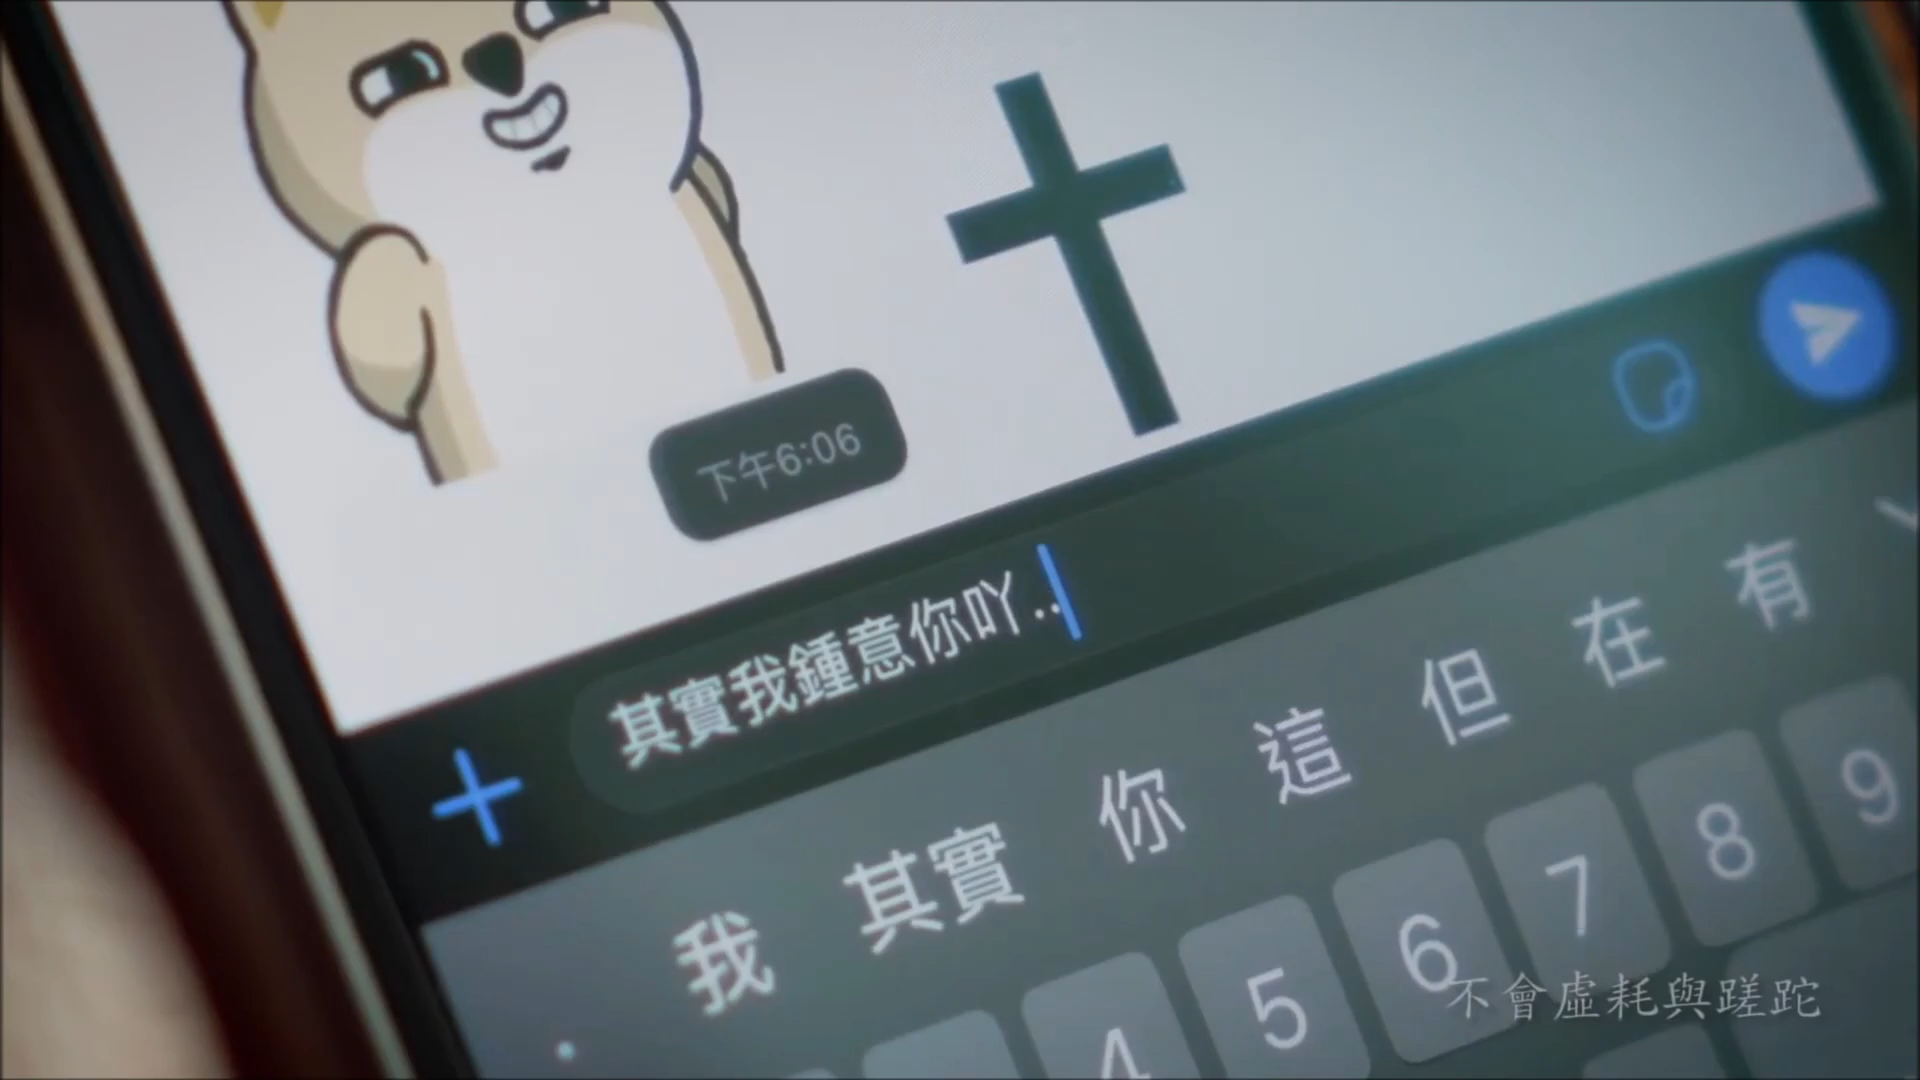 下午6:06
其實我鍾意你吖..
我 其實 你 這 但 在 有
4 5 6 7 8 9
不會虛耗與蹉跎